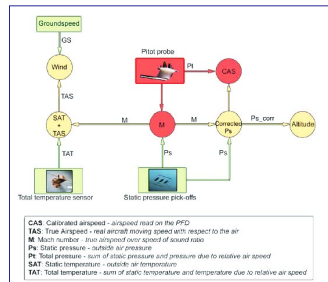 Groundspeed
GS
Wind
Pilot probe
Pt
CAS
TAS
SAT
+
TAS
M
M
M
Corrected
Ps
Ps_corr
Altitude
TAT
Ps
Ps
Total temperature sensor
Static pressure pick-offs
CAS: Calibrated airspeed - airspeed read on the PFD
TAS: True Airspeed - real aircraft moving speed with respect to the air
M: Mach number - true airspeed over speed of sound ratio
Ps: Static pressure - outside air pressure
Pt: Total pressure - sum of static pressure and pressure due to relative air speed
SAT: Static temperature - outside air temperature
TAT: Total temperature - sum of static temperature and temperature due to relative air speed